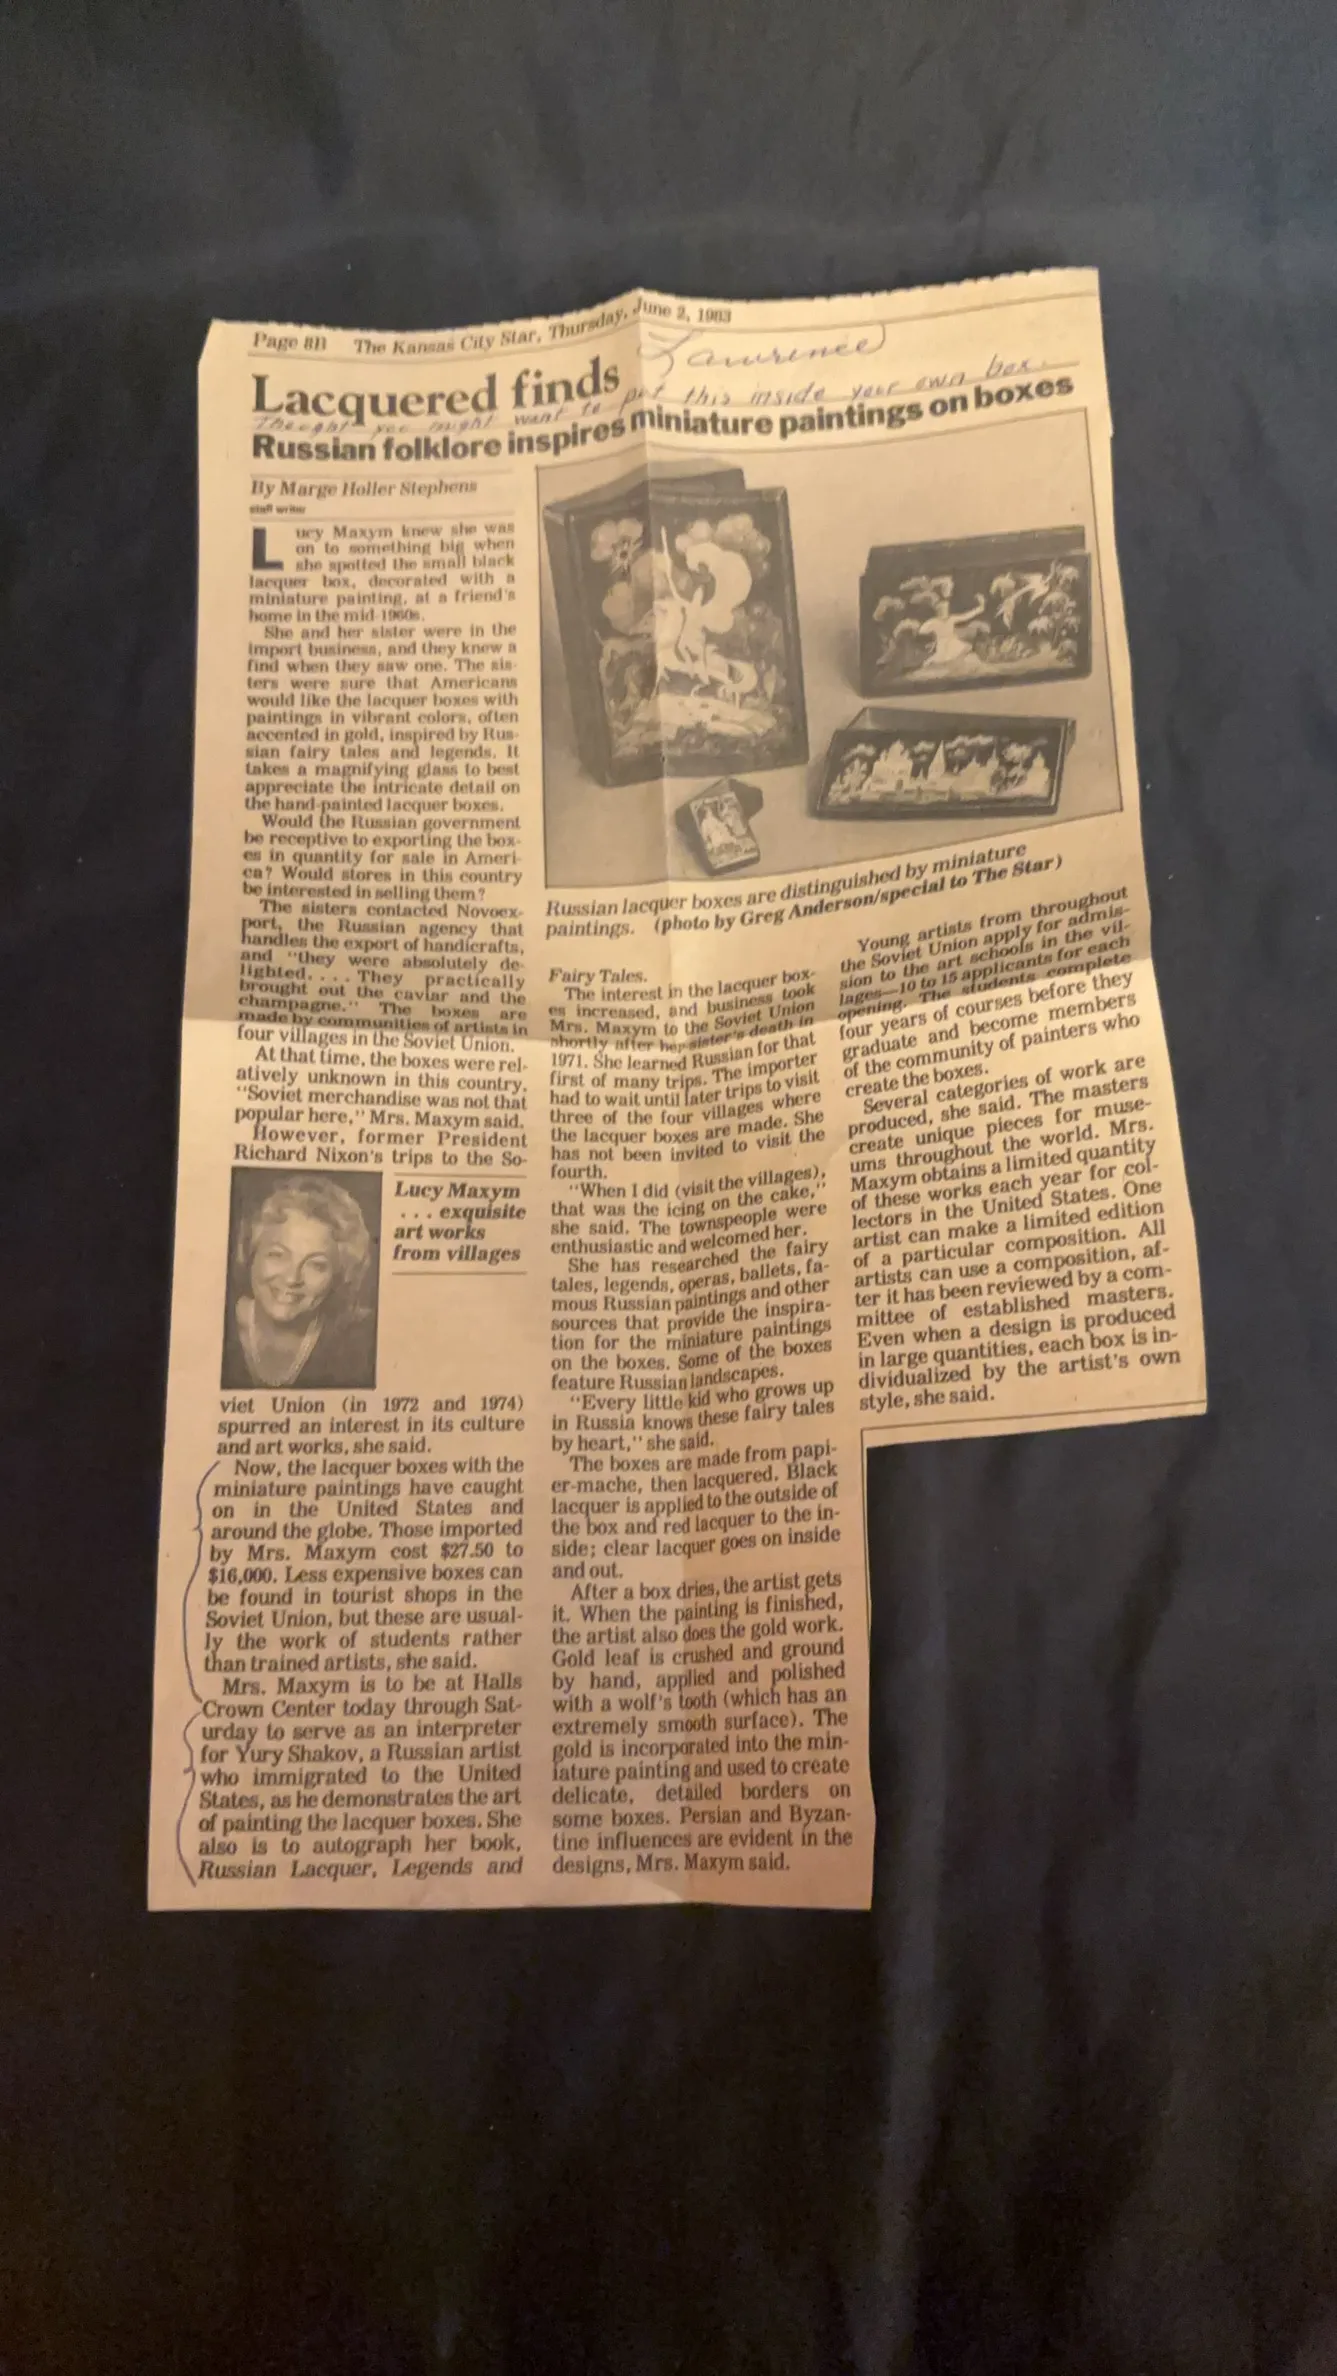 Page 8B The Kansas City Star, Thursday, June 2, 1983
Lawrence
Thought you might want to put this inside your own box.
Lacquered finds
Russian folklore inspires miniature paintings on boxes
By Marge Holler Stephens
staff writer
Lucy Maxym knew she was
on to something big when
she spotted the small black
lacquer box, decorated with a
miniature painting, at a friend's
home in the mid-1960s.
She and her sister were in the
import business, and they knew a
find when they saw one. The sis-
ters were sure that Americans
would like the lacquer boxes with
paintings in vibrant colors, often
accented in gold, inspired by Rus-
sian fairy tales and legends. It
takes a magnifying glass to best
appreciate the intricate detail on
the hand-painted lacquer boxes.
Would the Russian government
be receptive to exporting the box-
es in quantity for sale in Ameri-
ca? Would stores in this country
be interested in selling them?
The sisters contacted Novoex-
port, the Russian agency that
handles the export of handicrafts,
and "they were absolutely de-
lighted. . . . They practically
brought out the caviar and the
champagne." The boxes are
made by communities of artists in
four villages in the Soviet Union.
At that time, the boxes were rel-
atively unknown in this country.
"Soviet merchandise was not that
popular here," Mrs. Maxym said.
However, former President
Richard Nixon's trips to the So-
Lucy Maxym
. . . exquisite
art works
from villages
viet Union (in 1972 and 1974)
spurred an interest in its culture
and art works, she said.
Now, the lacquer boxes with the
miniature paintings have caught
on in the United States and
around the globe. Those imported
by Mrs. Maxym cost $27.50 to
$16,000. Less expensive boxes can
be found in tourist shops in the
Soviet Union, but these are usual-
ly the work of students rather
than trained artists, she said.
Mrs. Maxym is to be at Halls
Crown Center today through Sat-
urday to serve as an interpreter
for Yury Shakov, a Russian artist
who immigrated to the United
States, as he demonstrates the art
of painting the lacquer boxes. She
also is to autograph her book,
Russian Lacquer, Legends and
Russian lacquer boxes are distinguished by miniature
paintings. (photo by Greg Anderson/special to The Star)
Fairy Tales.
The interest in the lacquer box-
es increased, and business took
Mrs. Maxym to the Soviet Union
shortly after her sister's death in
1971. She learned Russian for that
first of many trips. The importer
had to wait until later trips to visit
three of the four villages where
the lacquer boxes are made. She
has not been invited to visit the
fourth.
"When I did (visit the villages),
that was the icing on the cake,"
she said. The townspeople were
enthusiastic and welcomed her.
She has researched the fairy
tales, legends, operas, ballets, fa-
mous Russian paintings and other
sources that provide the inspira-
tion for the miniature paintings
on the boxes. Some of the boxes
feature Russian landscapes.
"Every little kid who grows up
in Russia knows these fairy tales
by heart," she said.
The boxes are made from papi-
er-mache, then lacquered. Black
lacquer is applied to the outside of
the box and red lacquer to the in-
side; clear lacquer goes on inside
and out.
After a box dries, the artist gets
it. When the painting is finished,
the artist also does the gold work.
Gold leaf is crushed and ground
by hand, applied and polished
with a wolf's tooth (which has an
extremely smooth surface). The
gold is incorporated into the min-
iature painting and used to create
delicate, detailed borders on
some boxes. Persian and Byzan-
tine influences are evident in the
designs, Mrs. Maxym said.
Young artists from throughout
the Soviet Union apply for admis-
sion to the art schools in the vil-
lages—10 to 15 applicants for each
opening. The students complete
four years of courses before they
graduate and become members
of the community of painters who
create the boxes.
Several categories of work are
produced, she said. The masters
create unique pieces for muse-
ums throughout the world. Mrs.
Maxym obtains a limited quantity
of these works each year for col-
lectors in the United States. One
artist can make a limited edition
of a particular composition. All
artists can use a composition, af-
ter it has been reviewed by a com-
mittee of established masters.
Even when a design is produced
in large quantities, each box is in-
dividualized by the artist's own
style, she said.